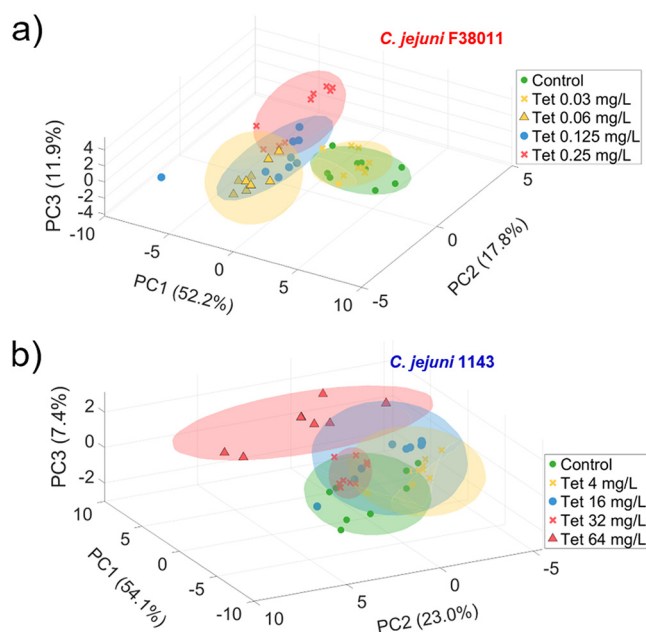 a)
C. jejuni F38011
Control
Tet 0.03 mg/L
Tet 0.06 mg/L
Tet 0.125 mg/L
Tet 0.25 mg/L
PC3 (11.9%)
4
2
0
-2
-4
-10
-5
0
5
10
PC1 (52.2%)
-5
0
5
PC2 (17.8%)
b)
C. jejuni 1143
Control
Tet 4 mg/L
Tet 16 mg/L
Tet 32 mg/L
Tet 64 mg/L
PC3 (7.4%)
2
0
-2
10
5
0
-5
-10
PC1 (54.1%)
10
5
0
-5
PC2 (23.0%)